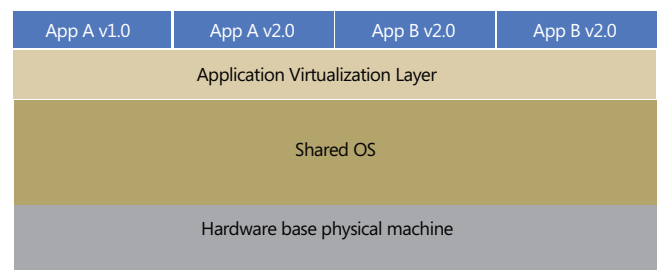 App A v1.0 App A v2.0 App B v2.0 App B v2.0
Application Virtualization Layer
Shared OS
Hardware base physical machine